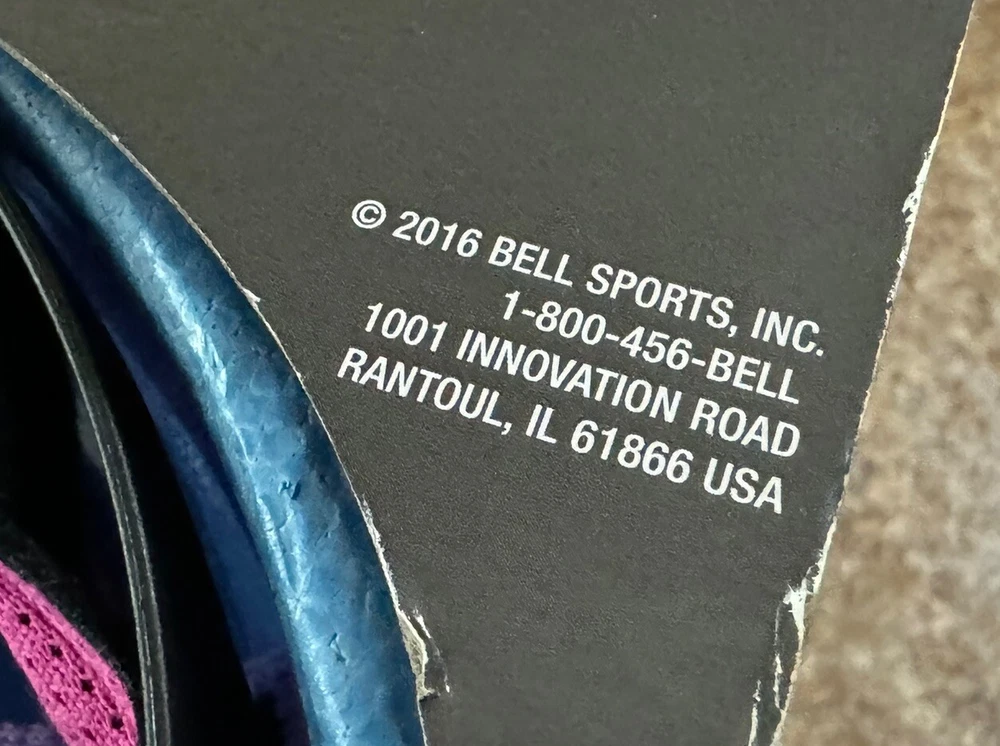 © 2016 BELL SPORTS, INC.
1-800-456-BELL
1001 INNOVATION ROAD
RANTOUL, IL 61866 USA